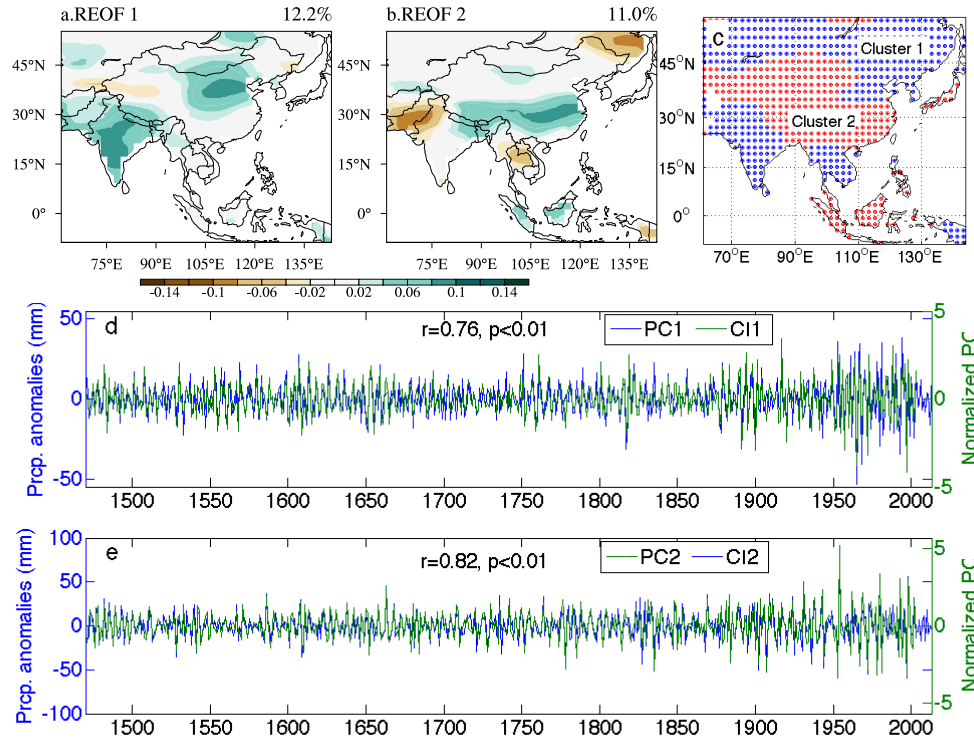 a.REOF 1 12.2%
b.REOF 2 11.0%
c
Cluster 1
Cluster 2
45°N
30°N
15°N
0°
75°E 90°E 105°E 120°E 135°E
45°N
30°N
15°N
0°
75°E 90°E 105°E 120°E 135°E
45°N
30°N
15°N
0°
70°E 90°E 110°E 130°E
-0.14 -0.1 -0.06 -0.02 0.02 0.06 0.1 0.14
d
r=0.76, p<0.01
PC1 CI1
Prcp. anomalies (mm)
50
0
-50
5
0
-5
Normalized PC
1500 1550 1600 1650 1700 1750 1800 1850 1900 1950 2000
e
r=0.82, p<0.01
PC2 CI2
Prcp. anomalies (mm)
100
50
0
-50
-100
5
0
-5
Normalized PC
1500 1550 1600 1650 1700 1750 1800 1850 1900 1950 2000